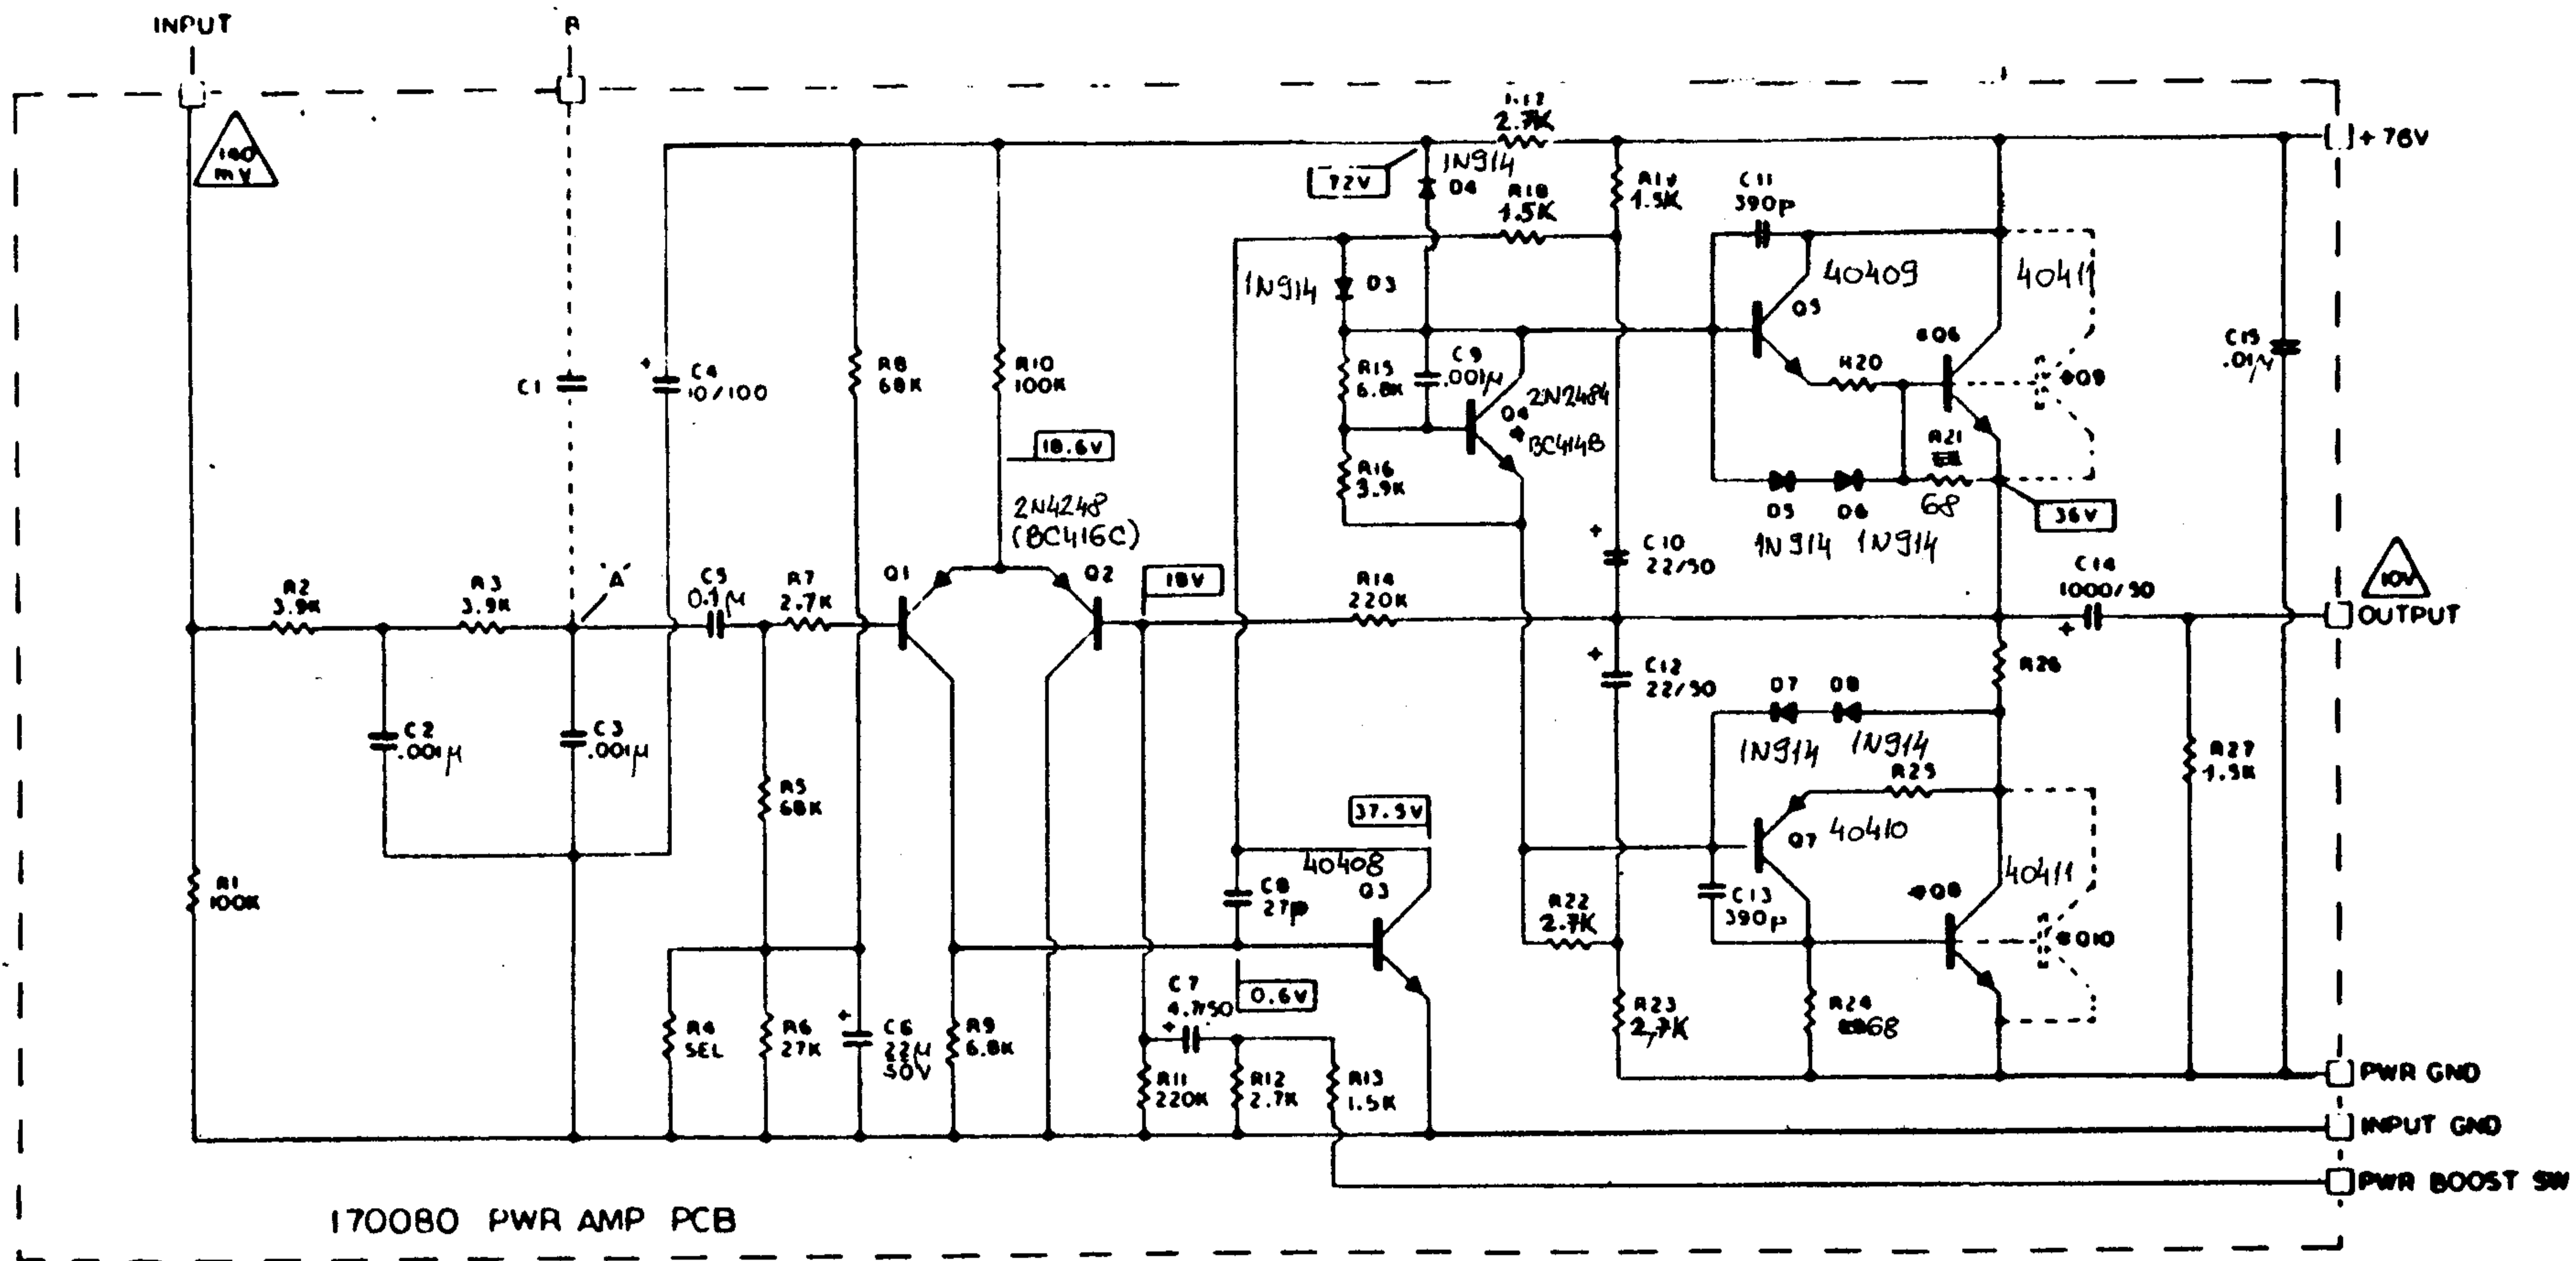 INPUT
140
mV
2.7K
+ 76V
72V
1N914
D4
R18
1.5K
1.5K
C11
390p
1N914
D3
40409
40411
Q5
Q6
Q9
C15
.01µ
C1
+
C4
10/100
R8
68K
R10
100K
R15
6.8K
C9
.001µ
Q4
2N2484
BC414B
R20
R21
68
R16
3.9K
18.6V
2N4248
(BC416C)
D5
D6
1N914
1N914
36V
+
C10
22/50
R2
3.9K
R3
3.9K
'A'
C5
0.1µ
R7
2.7K
Q1
Q2
18V
R14
220K
C14
1000/50
+
10V
OUTPUT
+
C12
22/50
R26
D7
D8
1N914
1N914
C2
.001µ
C3
.001µ
R5
68K
R25
R27
1.5K
37.5V
40408
Q3
C8
27p
Q7
40410
40411
Q8
Q10
C13
390p
R1
100K
R22
2.7K
R4
SEL
R6
27K
+
C6
22µ
50V
R9
6.8K
C7
4.7/50
+
0.6V
R11
220K
R12
2.7K
R13
1.5K
R23
2,7K
R24
68
PWR GND
INPUT GND
PWR BOOST SW
170080 PWR AMP PCB